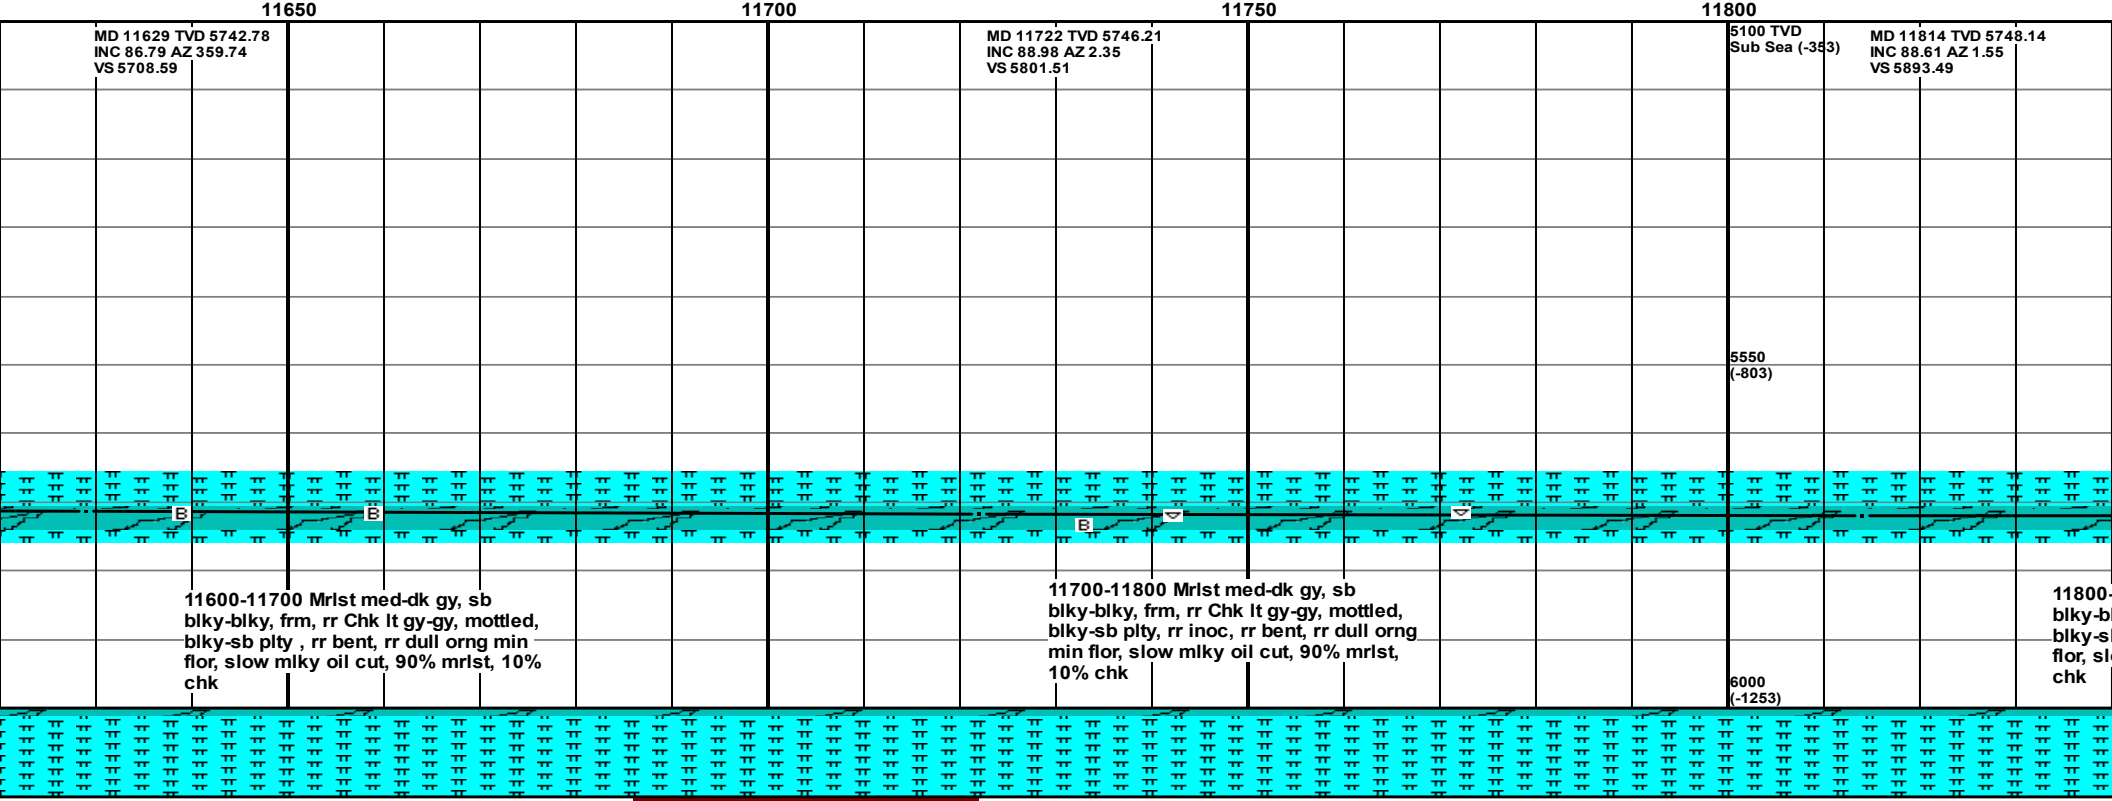 11650
11700
11750
11800
MD 11629 TVD 5742.78
INC 86.79 AZ 359.74
VS 5708.59
MD 11722 TVD 5746.21
INC 88.98 AZ 2.35
VS 5801.51
5100 TVD
Sub Sea (-353)
MD 11814 TVD 5748.14
INC 88.61 AZ 1.55
VS 5893.49
5550
(-803)
B
B
B
11600-11700 Mrlst med-dk gy, sb
blky-blky, frm, rr Chk lt gy-gy, mottled,
blky-sb plty , rr bent, rr dull orng min
flor, slow mlky oil cut, 90% mrlst, 10%
chk
11700-11800 Mrlst med-dk gy, sb
blky-blky, frm, rr Chk lt gy-gy, mottled,
blky-sb plty, rr inoc, rr bent, rr dull orng
min flor, slow mlky oil cut, 90% mrlst,
10% chk
6000
(-1253)
11800-
blky-bl
blky-sb
flor, slo
chk